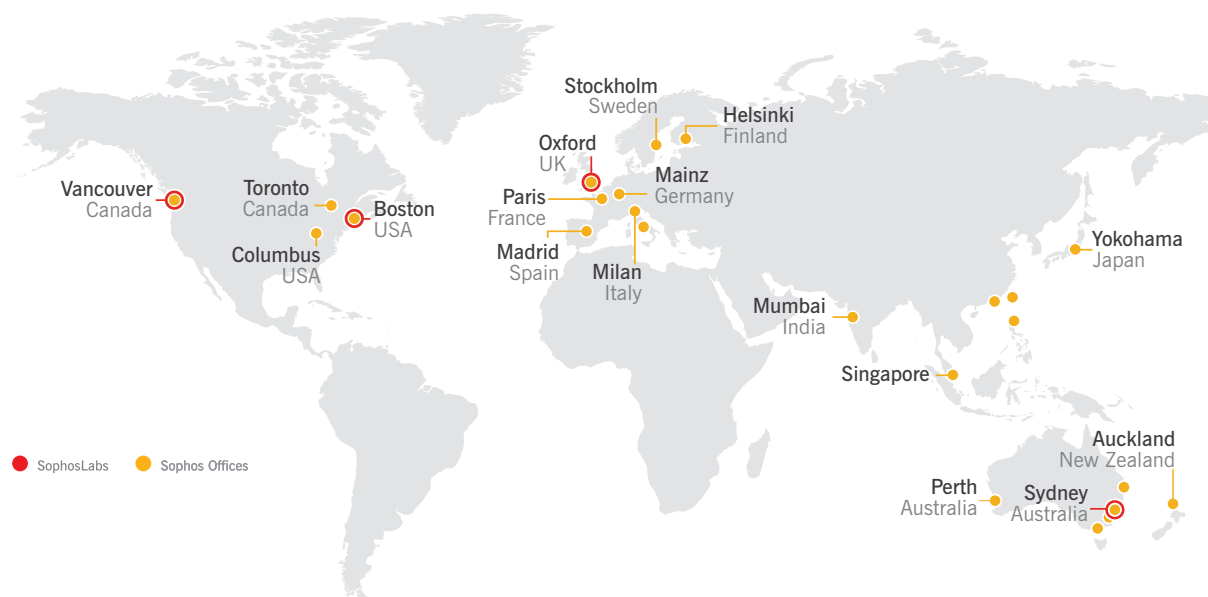 Stockholm
Sweden
Helsinki
Finland
Oxford
UK
Mainz
Germany
Paris
France
Madrid
Spain
Milan
Italy
Vancouver
Canada
Toronto
Canada
Boston
USA
Columbus
USA
Yokohama
Japan
Mumbai
India
Singapore
Auckland
New Zealand
Perth
Australia
Sydney
Australia
SophosLabs
Sophos Offices